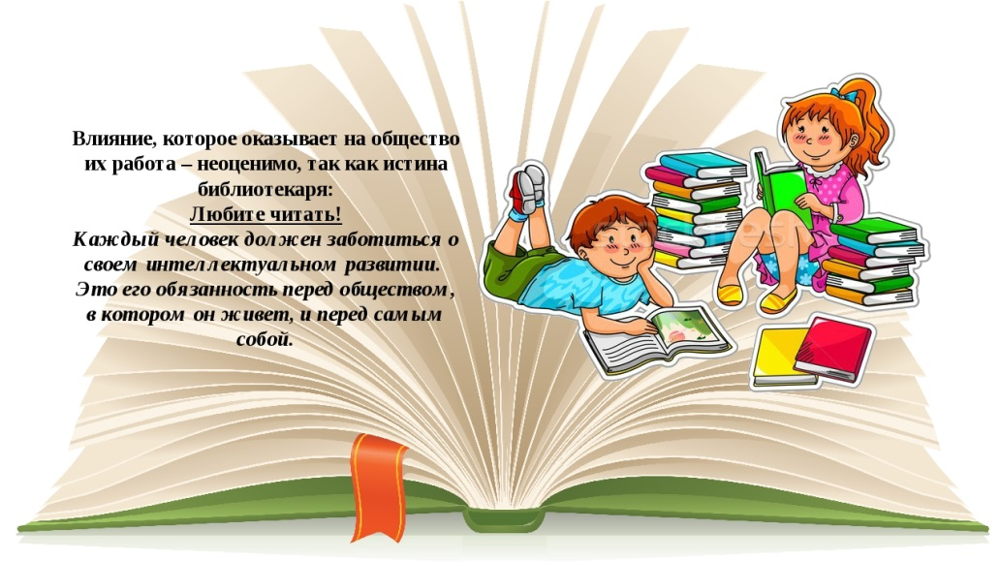 Влияние, которое оказывает на общество
их работа – неоценимо, так как истина
библиотекаря:
Любите читать!
Каждый человек должен заботиться о
своем интеллектуальном развитии.
Это его обязанность перед обществом,
в котором он живет, и перед самым
собой.